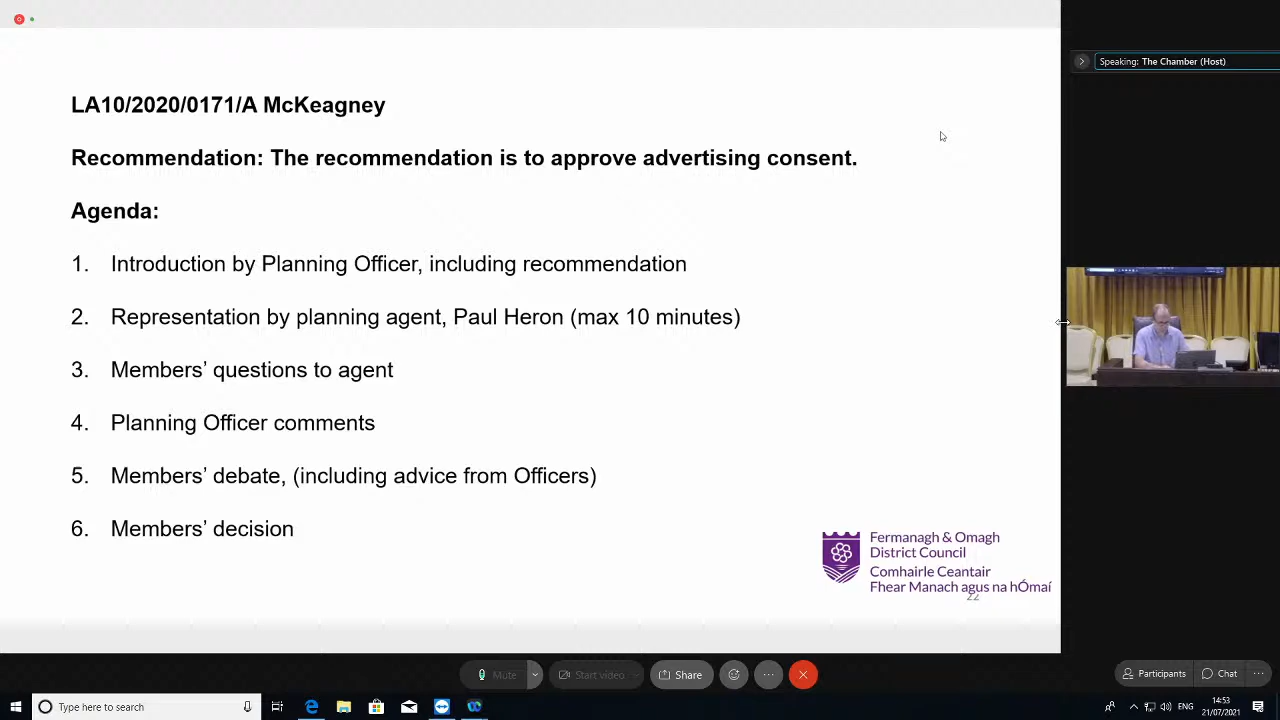 Speaking: The Chamber (Host)
LA10/2020/0171/A McKeagney
Recommendation: The recommendation is to approve advertising consent.
Agenda:
1. Introduction by Planning Officer, including recommendation
2. Representation by planning agent, Paul Heron (max 10 minutes)
3. Members’ questions to agent
4. Planning Officer comments
5. Members’ debate, (including advice from Officers)
6. Members’ decision
Fermanagh & Omagh
District Council
Comhairle Ceantair
Fhear Manach agus na hÓmaí
22
Mute
Start video
Share
Participants
Chat
Type here to search
ENG
14:53
21/07/2021